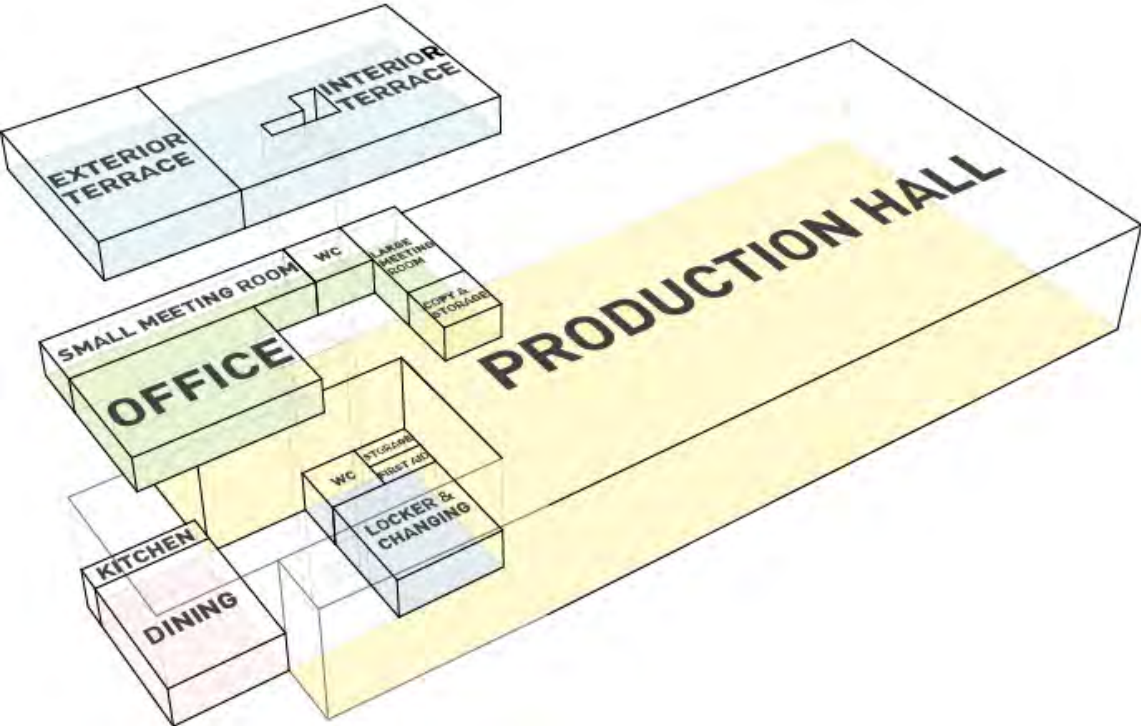 INTERIOR
TERRACE
EXTERIOR
TERRACE
PRODUCTION HALL
WC
LARGE
MEETING
ROOM
SMALL MEETING ROOM
COPY &
STORAGE
OFFICE
STORAGE
FIRST AID
WC
LOCKER &
CHANGING
KITCHEN
DINING